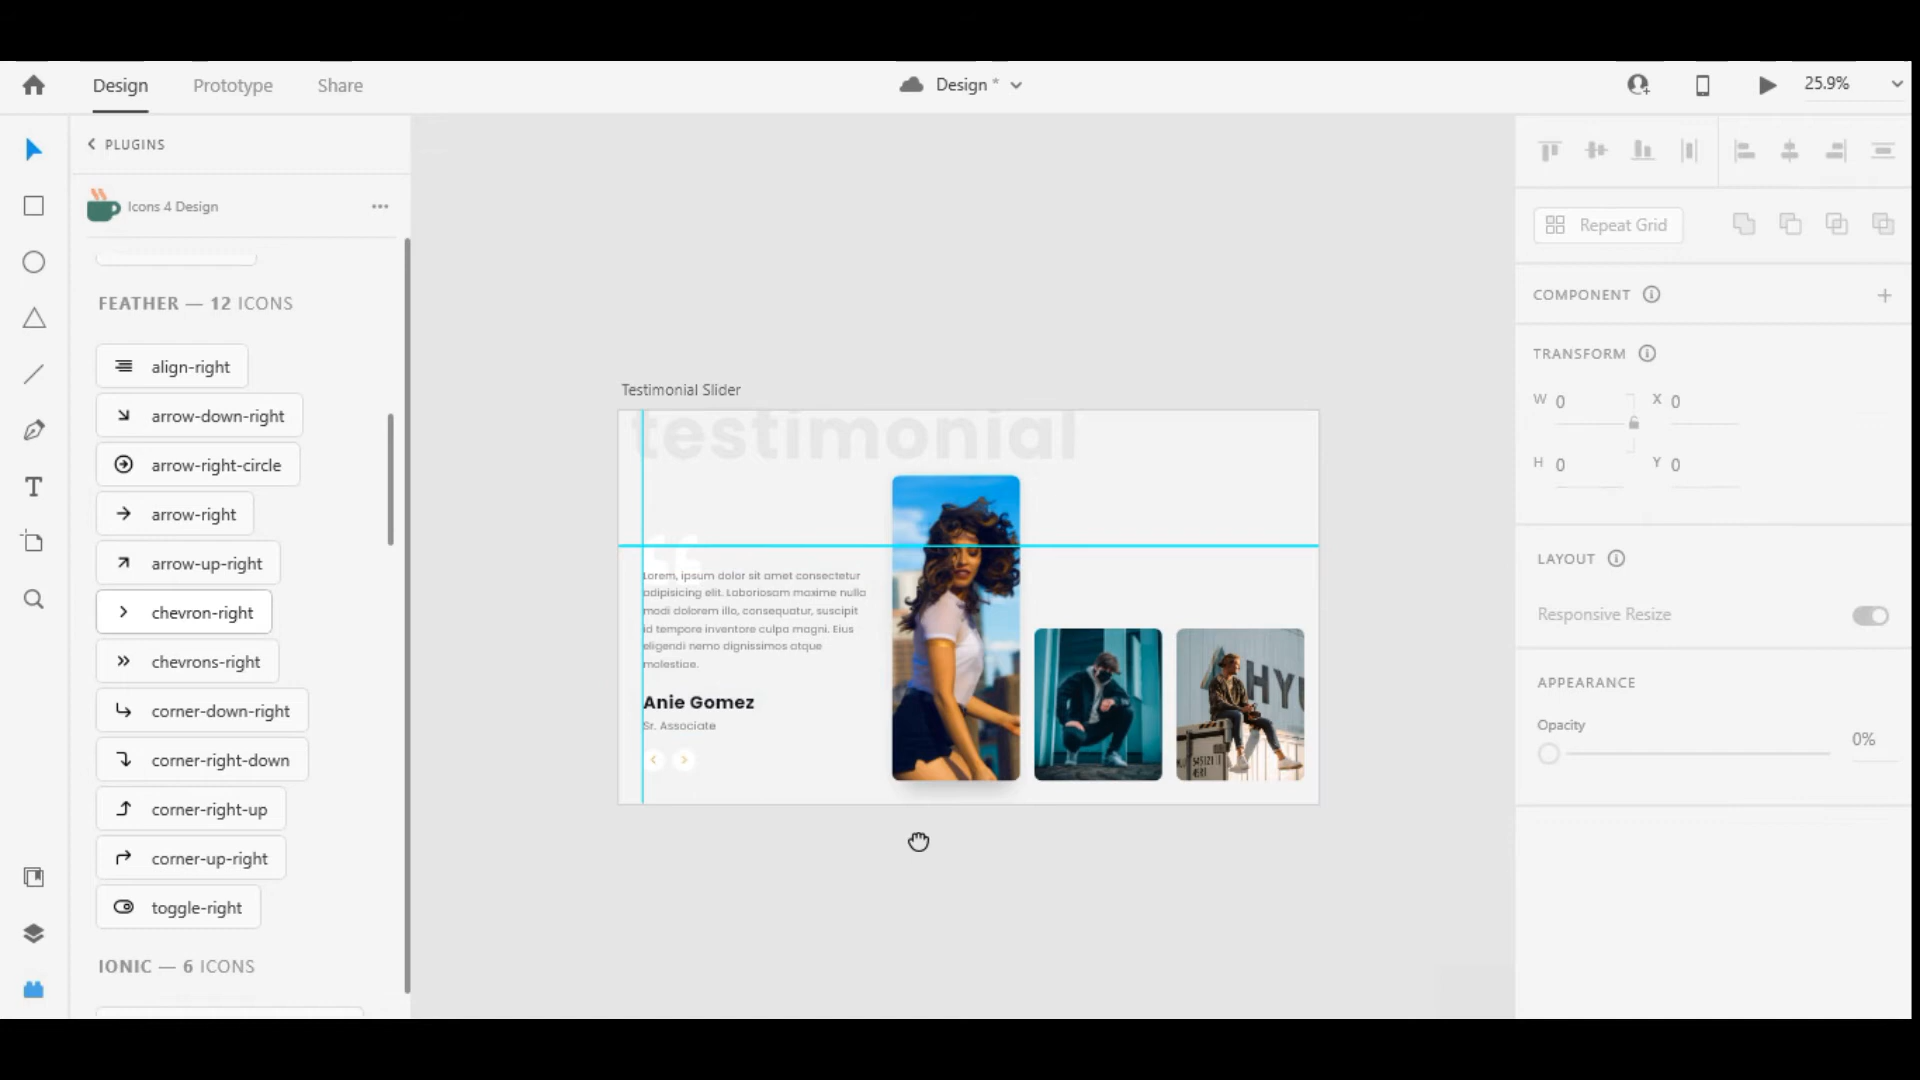 Design
Prototype
Share
Design *
25.9%
PLUGINS
Icons 4 Design
FEATHER — 12 ICONS
align-right
arrow-down-right
arrow-right-circle
arrow-right
arrow-up-right
chevron-right
chevrons-right
corner-down-right
corner-right-down
corner-right-up
corner-up-right
toggle-right
IONIC — 6 ICONS
Testimonial Slider
testimonial
Lorem, ipsum dolor sit amet consectetur
adipisicing elit. Laboriosam maxime nulla
modi dolorem illo, consequatur, suscipit
id tempore inventore culpa magni. Eius
eligendi nemo dignissimos atque
molestiae.
Anie Gomez
Sr. Associate
Repeat Grid
COMPONENT
TRANSFORM
W 0
X 0
H 0
Y 0
LAYOUT
Responsive Resize
APPEARANCE
Opacity
0%